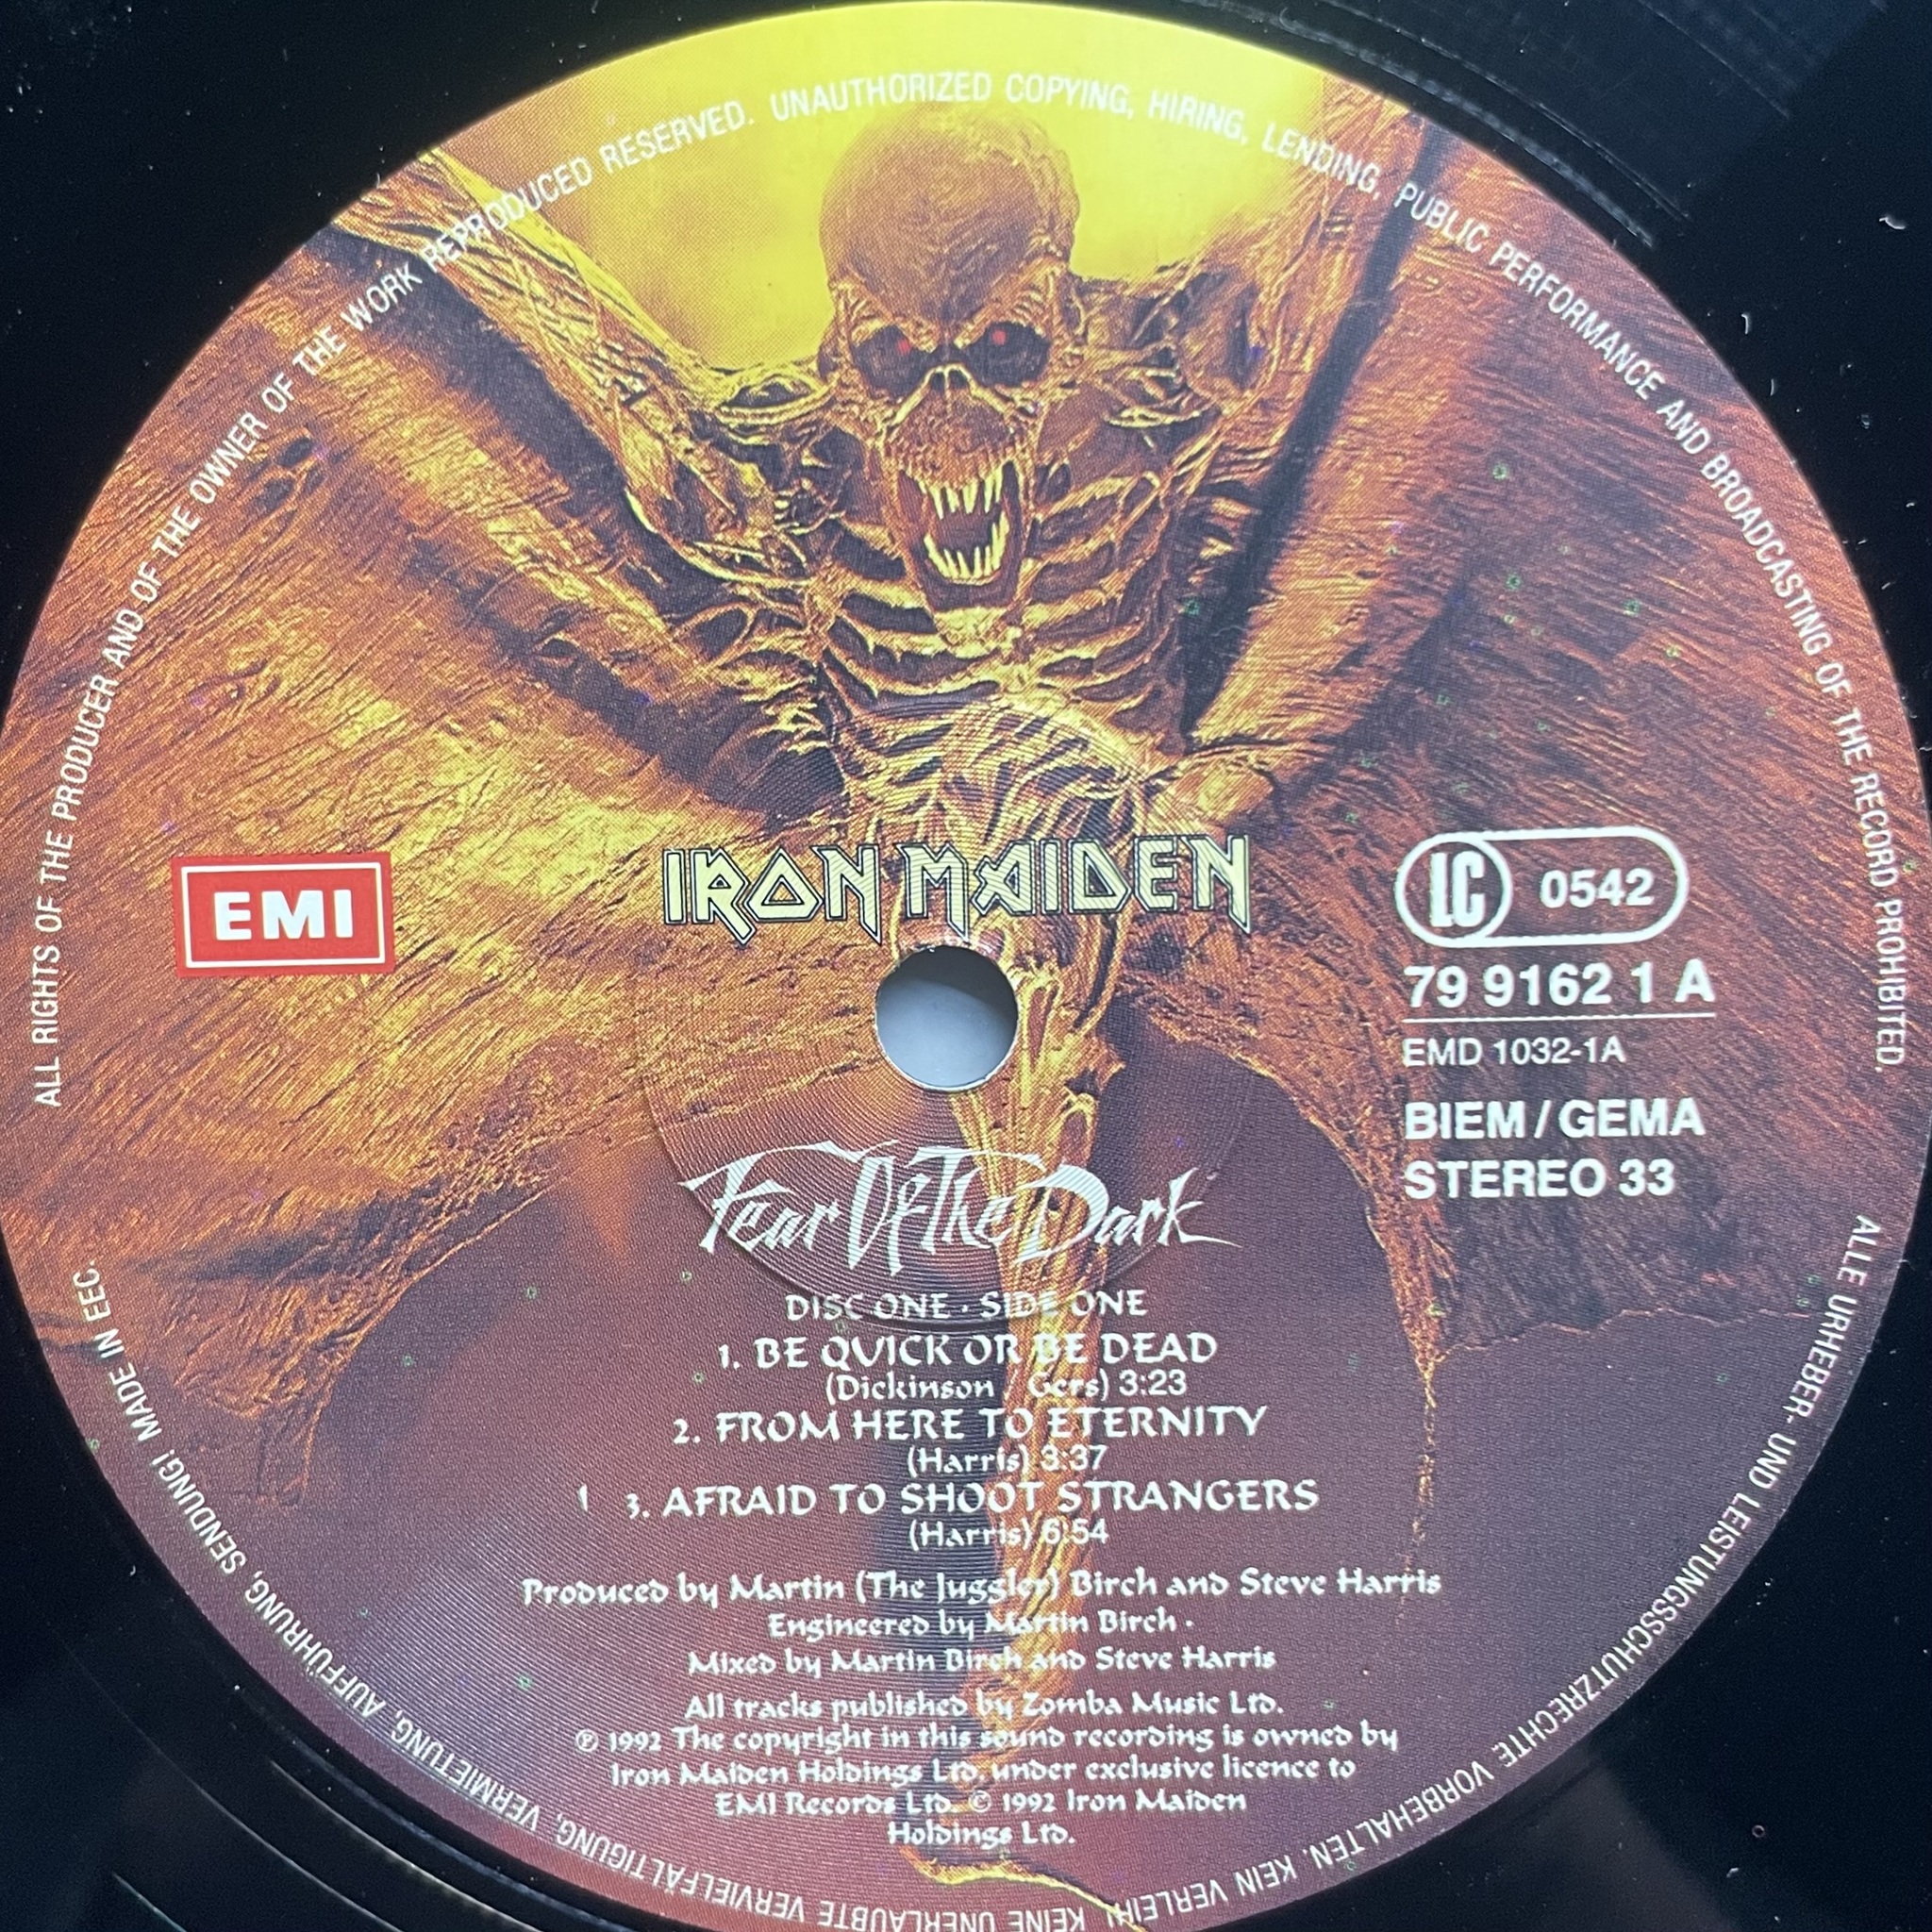 ALL RIGHTS OF THE PRODUCER AND OF THE OWNER OF THE WORK REPRODUCED RESERVED. UNAUTHORIZED COPYING, HIRING, LENDING, PUBLIC PERFORMANCE AND BROADCASTING OF THE RECORD PROHIBITED.
EMI
IRON MAIDEN
LC 0542
79 9162 1 A
EMD 1032-1A
BIEM / GEMA
STEREO 33
Fear Of The Dark
DISC ONE · SIDE ONE
1. BE QUICK OR BE DEAD
(Dickinson / Gers) 3:23
2. FROM HERE TO ETERNITY
(Harris) 3:37
3. AFRAID TO SHOOT STRANGERS
(Harris) 6:54
Produced by Martin (The Juggler) Birch and Steve Harris
Engineered by Martin Birch ·
Mixed by Martin Birch and Steve Harris
All tracks published by Zomba Music Ltd.
℗ 1992 The copyright in this sound recording is owned by
Iron Maiden Holdings Ltd. under exclusive licence to
EMI Records Ltd. © 1992 Iron Maiden
Holdings Ltd.
ALLE URHEBER- UND LEISTUNGSSCHUTZRECHTE VORBEHALTEN. KEIN VERLEIH! KEINE UNERLAUBTE VERVIELFÄLTIGUNG, VERMIETUNG, AUFFÜHRUNG, SENDUNG! MADE IN EEC.